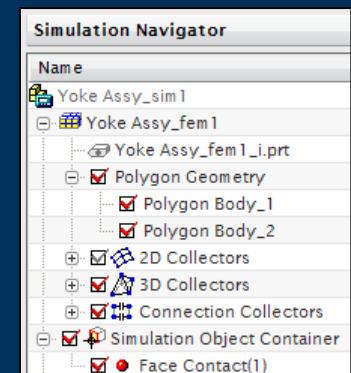 Simulation Navigator
Name
Yoke Assy_sim1
Yoke Assy_fem1
Yoke Assy_fem1_i.prt
Polygon Geometry
Polygon Body_1
Polygon Body_2
2D Collectors
3D Collectors
Connection Collectors
Simulation Object Container
Face Contact(1)